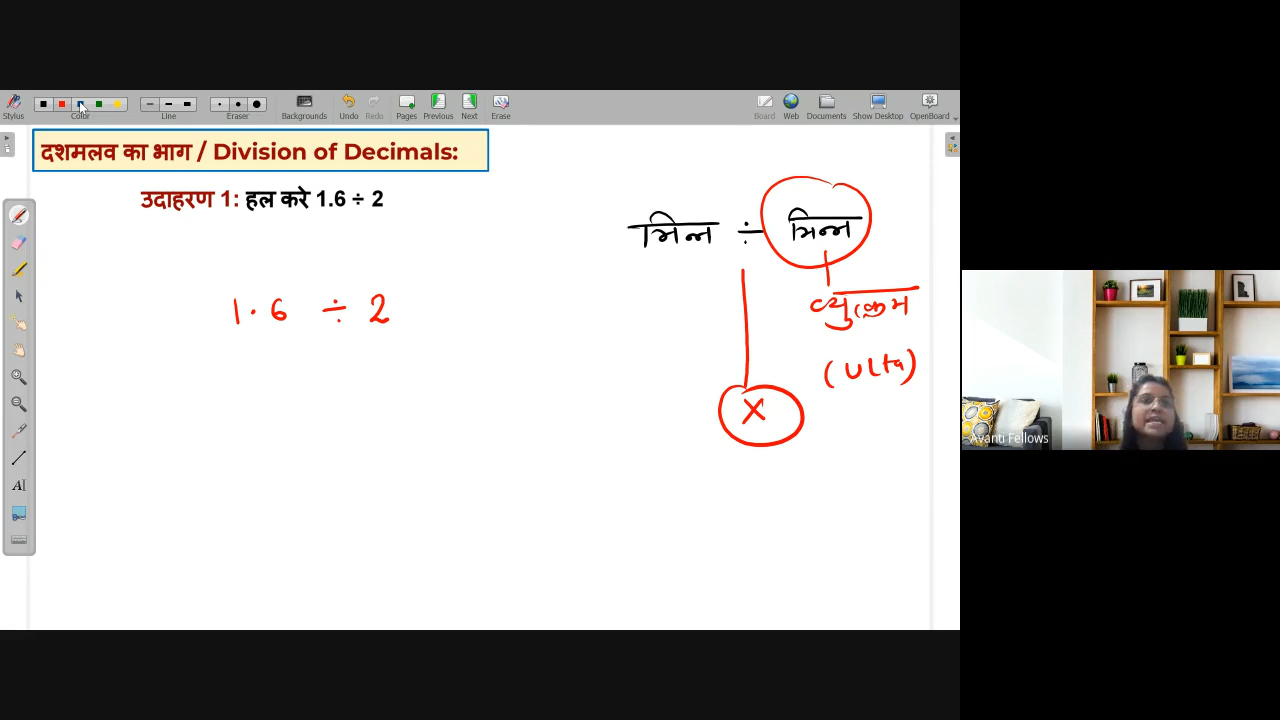 Stylus
Color
Line
Eraser
Backgrounds
Undo
Redo
Pages
Previous
Next
Erase
Board
Web
Documents
Show Desktop
OpenBoard
दशमलव का भाग / Division of Decimals:
उदाहरण 1: हल करे 1.6 ÷ 2
भिन्न ÷ भिन्न
1.6 ÷ 2
व्युत्क्रम
(Ulta)
X
Avanti Fellows